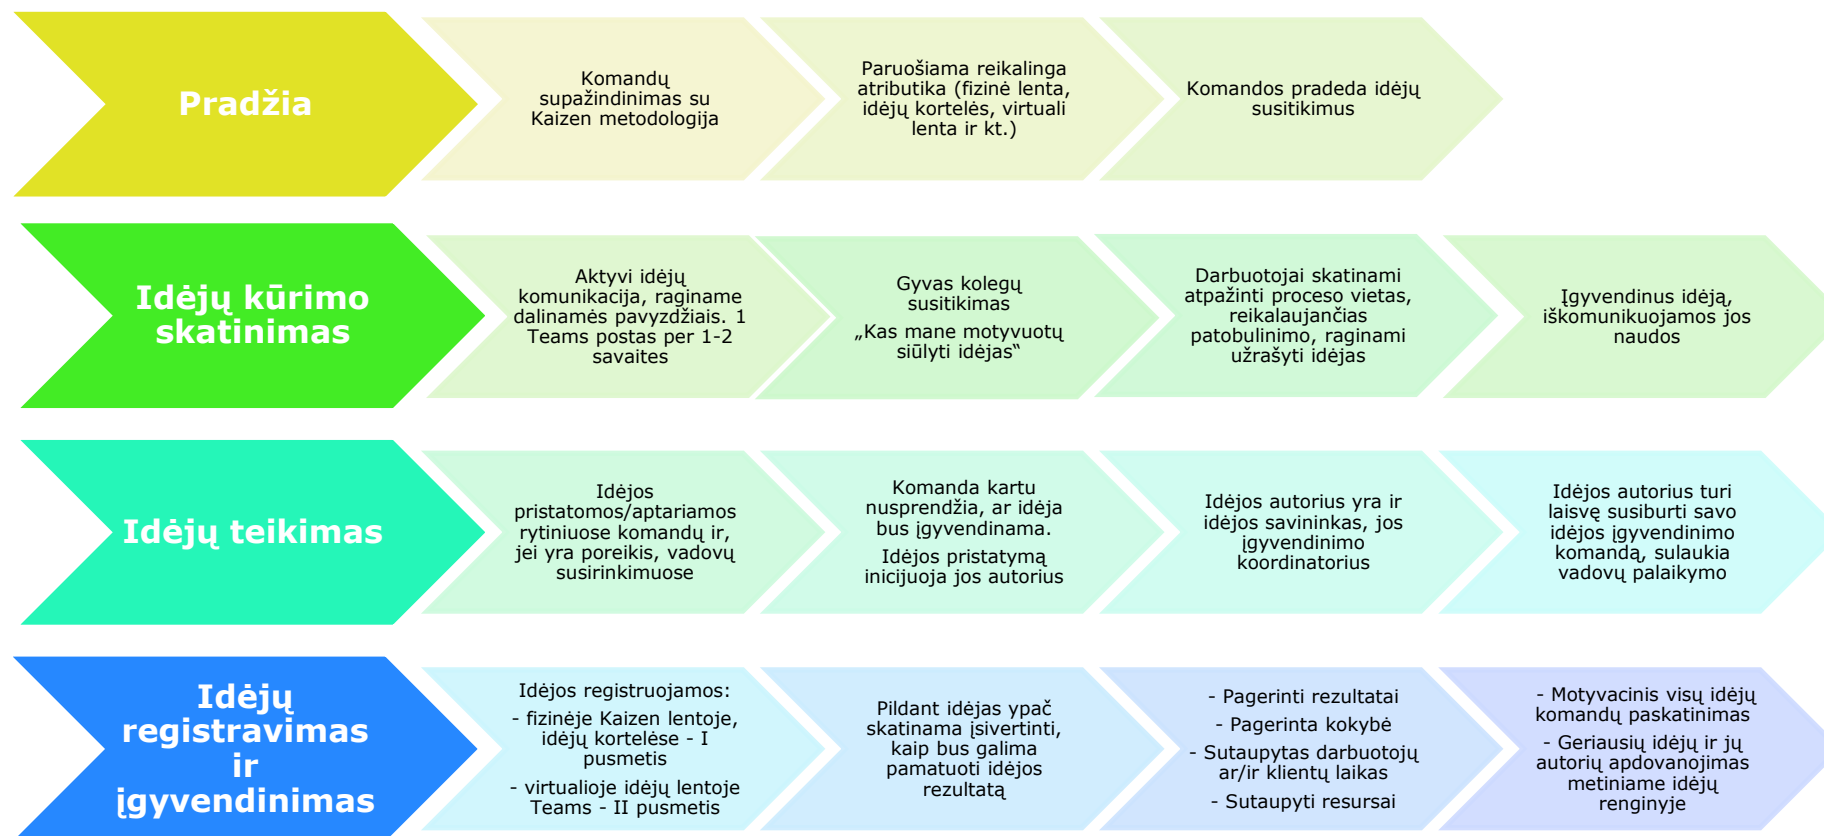 Pradžia
Komandų
supažindinimas su
Kaizen metodologija
Paruošiama reikalinga
atributika (fizinė lenta,
idėjų kortelės, virtuali
lenta ir kt.)
Komandos pradeda idėjų
susitikimus
Idėjų kūrimo
skatinimas
Aktyvi idėjų
komunikacija, raginame
dalinamės pavyzdžiais. 1
Teams postas per 1-2
savaites
Gyvas kolegų
susitikimas
„Kas mane motyvuotų
siūlyti idėjas“
Darbuotojai skatinami
atpažinti proceso vietas,
reikalaujančias
patobulinimo, raginami
užrašyti idėjas
Įgyvendinus idėją,
iškomunikuojamos jos
naudos
Idėjų teikimas
Idėjos
pristatomos/aptariamos
rytiniuose komandų ir,
jei yra poreikis, vadovų
susirinkimuose
Komanda kartu
nusprendžia, ar idėja
bus įgyvendinama.
Idėjos pristatymą
inicijuoja jos autorius
Idėjos autorius yra ir
idėjos savininkas, jos
įgyvendinimo
koordinatorius
Idėjos autorius turi
laisvę susiburti savo
idėjos įgyvendinimo
komandą, sulaukia
vadovų palaikymo
Idėjų
registravimas
ir
įgyvendinimas
Idėjos registruojamos:
- fizinėje Kaizen lentoje,
idėjų kortelėse - I
pusmetis
- virtualioje idėjų lentoje
Teams - II pusmetis
Pildant idėjas ypač
skatinama įsivertinti,
kaip bus galima
pamatuoti idėjos
rezultatą
- Pagerinti rezultatai
- Pagerinta kokybė
- Sutaupytas darbuotojų
ar/ir klientų laikas
- Sutaupyti resursai
- Motyvacinis visų idėjų
komandų paskatinimas
- Geriausių idėjų ir jų
autorių apdovanojimas
metiniame idėjų
renginyje